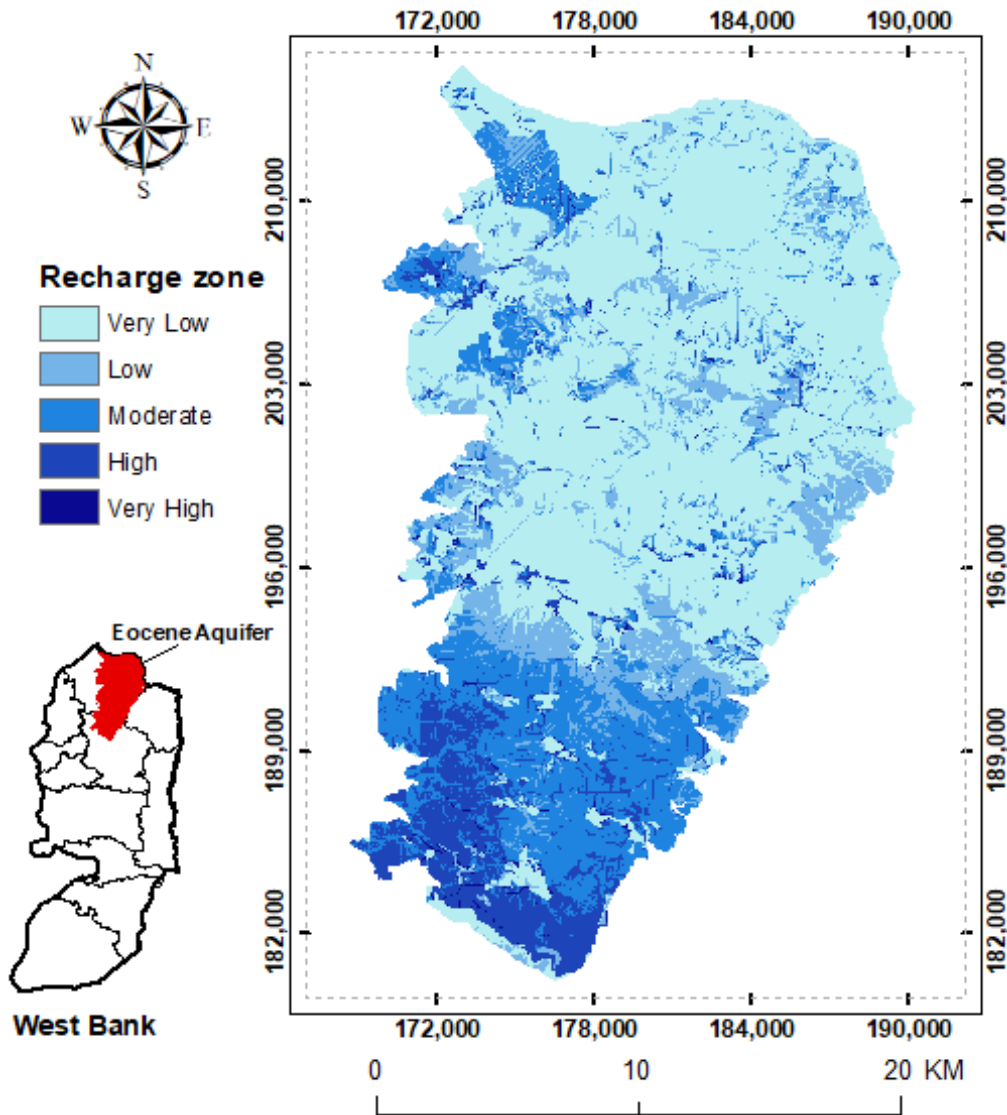 172,000 178,000 184,000 190,000
N
W E
S
210,000 210,000
Recharge zone
Very Low
Low
Moderate
High
Very High
203,000 203,000
196,000 196,000
Eocene Aquifer
189,000 189,000
182,000 182,000
West Bank
172,000 178,000 184,000 190,000
0 10 20 KM